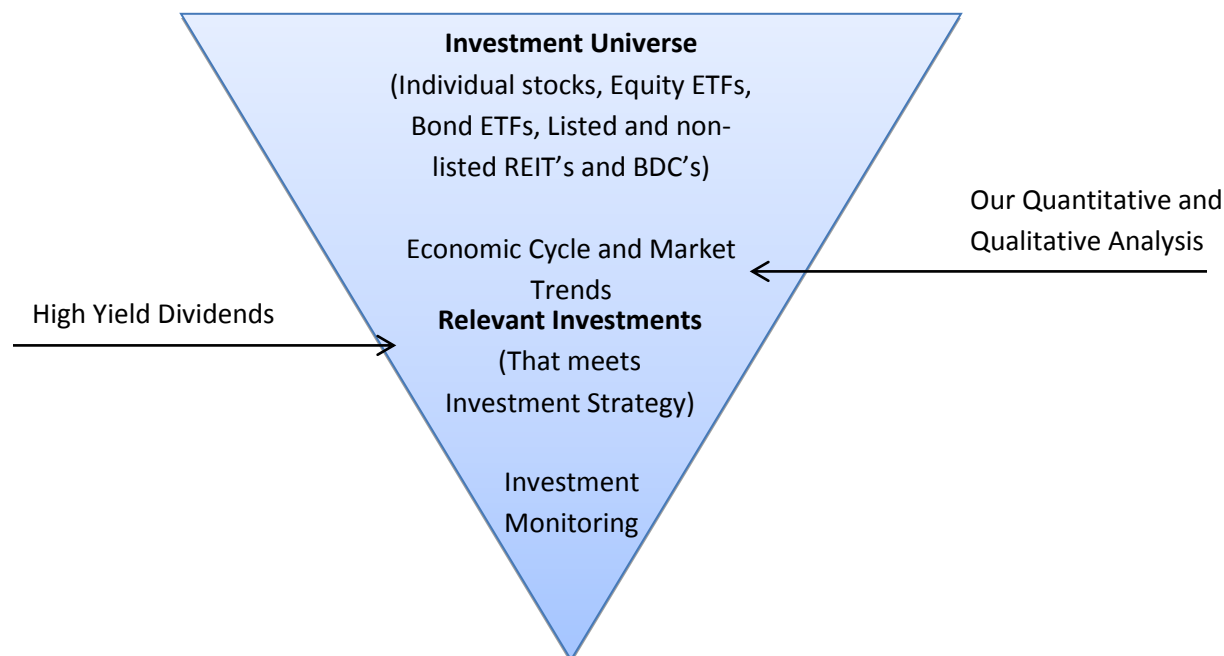 Investment Universe
(Individual stocks, Equity ETFs,
Bond ETFs, Listed and non-
listed REIT’s and BDC’s)
Our Quantitative and
Qualitative Analysis
Economic Cycle and Market
Trends
High Yield Dividends
Relevant Investments
(That meets
Investment Strategy)
Investment
Monitoring